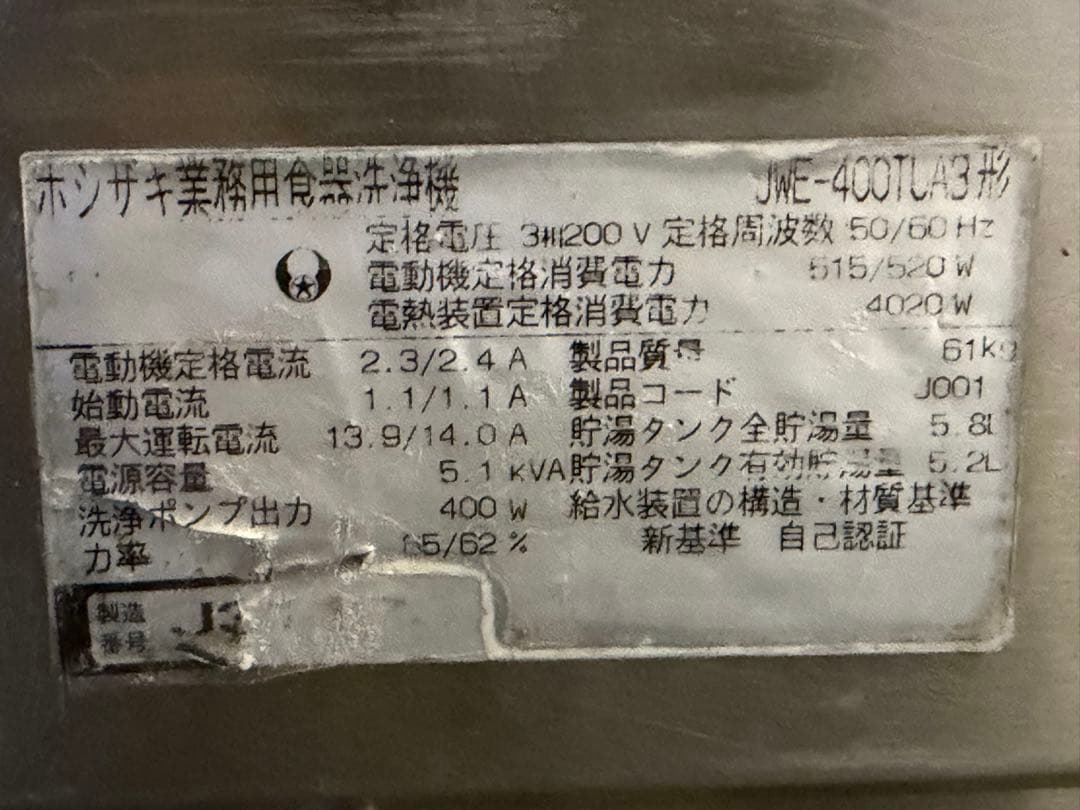 ホシザキ業務用食器洗浄機 JWE-400TUA3形
定格電圧 3相200 V 定格周波数 50/60 Hz
電動機定格消費電力 515/520 W
電熱装置定格消費電力 4020 W
電動機定格電流 2.3/2.4 A 製品質量 61kg
始動電流 1.1/1.1 A 製品コード J001
最大運転電流 13.9/14.0 A 貯湯タンク全貯湯量 5.8L
電源容量 5.1 kVA 貯湯タンク有効貯湯量 5.2L
洗浄ポンプ出力 400 W 給水装置の構造・材質基準
力率 5/62 % 新基準 自己認証
製造
番号